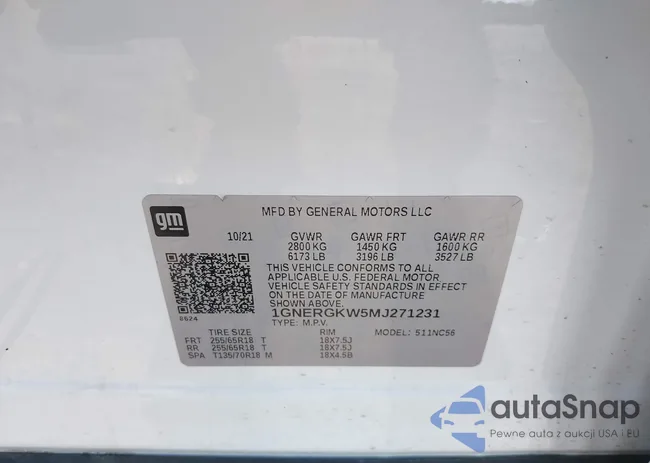 gm
MFD BY GENERAL MOTORS LLC
10/21 GVWR GAWR FRT GAWR RR
2800 KG 1450 KG 1600 KG
6173 LB 3196 LB 3527 LB
THIS VEHICLE CONFORMS TO ALL
APPLICABLE U.S. FEDERAL MOTOR
VEHICLE SAFETY STANDARDS IN EFFECT
ON THE DATE OF MANUFACTURE
SHOWN ABOVE.
1GNERGKW5MJ271231
TYPE: M.P.V. MODEL: 511NC56
8624
TIRE SIZE RIM
FRT 255/65R18 T 18X7.5J
RR 255/65R18 T 18X7.5J
SPA T135/70R18 M 18X4.5B
autaSnap
Pewne auta z aukcji USA i EU